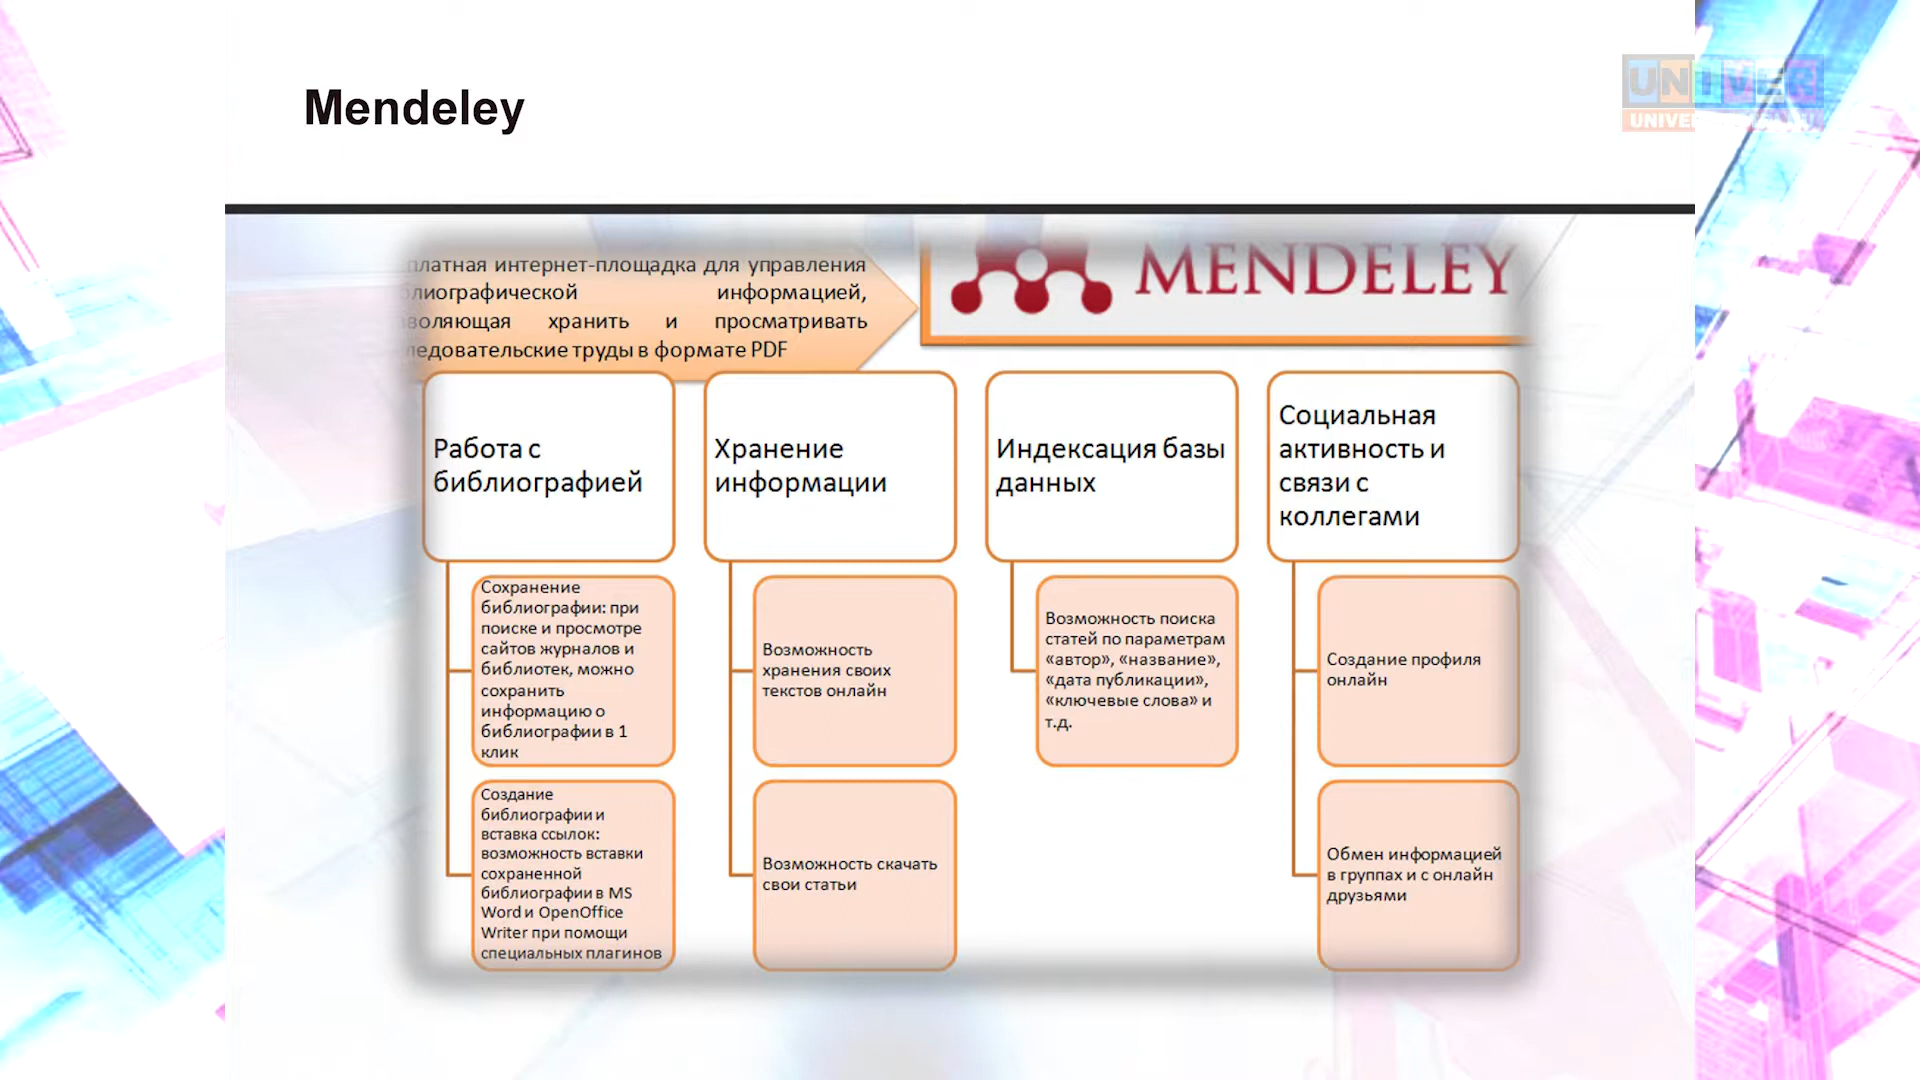 Mendeley
UNIVER
платная интернет-площадка для управления
информацией,
хранить и просматривать
труды в формате PDF
MENDELEY
Работа с
библиографией
Хранение
информации
Индексация базы
данных
Социальная
активность и
связи с
коллегами
Сохранение
библиографии: при
поиске и просмотре
сайтов журналов и
библиотек, можно
сохранить
информацию о
библиографии в 1
клик
Создание
библиографии и
вставка ссылок:
возможность вставки
сохраненной
библиографии в MS
Word и OpenOffice
Writer при помощи
специальных плагинов
Возможность
хранения своих
текстов онлайн
Возможность скачать
свои статьи
Возможность поиска
статей по параметрам
«автор», «название»,
«дата публикации»,
«ключевые слова» и
т.д.
Создание профиля
онлайн
Обмен информацией
в группах и с онлайн
друзьями